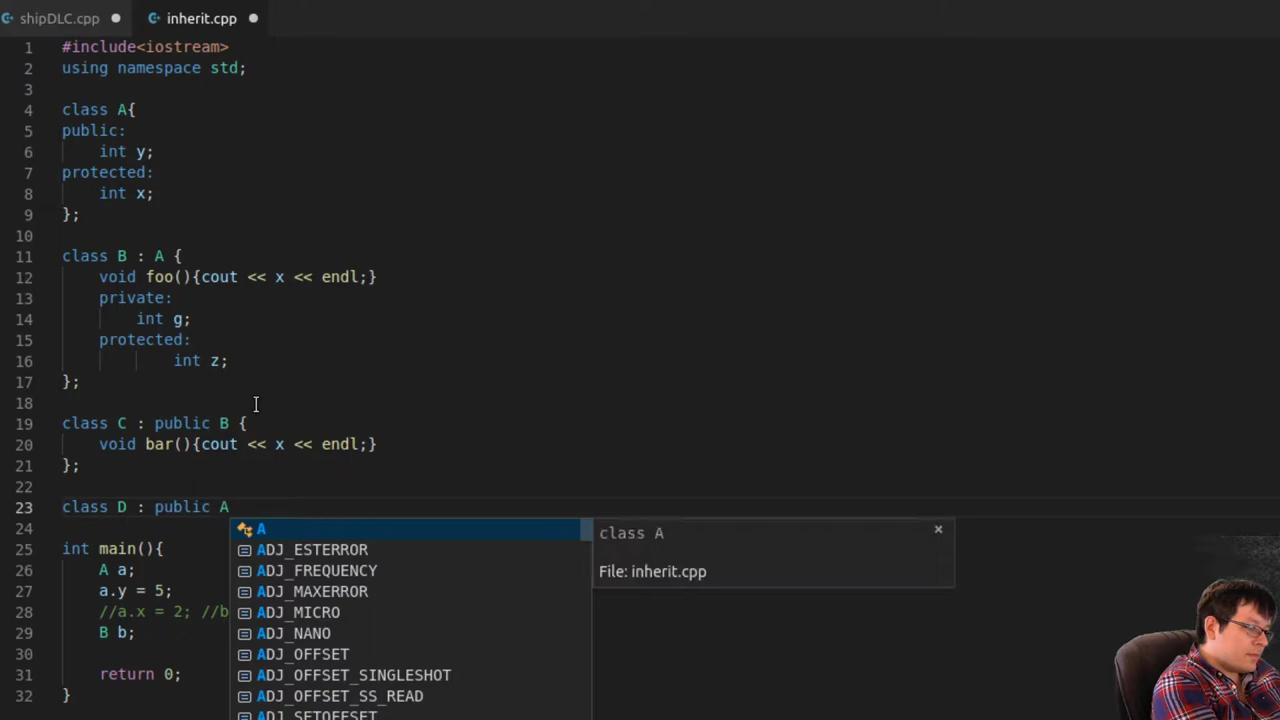 shipDLC.cpp ● inherit.cpp ●
1 #include<iostream>
2 using namespace std;
3
4 class A{
5 public:
6 int y;
7 protected:
8 int x;
9 };
10
11 class B : A {
12 void foo(){cout << x << endl;}
13 private:
14 int g;
15 protected:
16 int z;
17 };
18
19 class C : public B {
20 void bar(){cout << x << endl;}
21 };
22
23 class D : public A
24
25 int main(){
26 A a;
27 a.y = 5;
28 //a.x = 2; //b
29 B b;
30
31 return 0;
32 }
A
ADJ_ESTERROR
ADJ_FREQUENCY
ADJ_MAXERROR
ADJ_MICRO
ADJ_NANO
ADJ_OFFSET
ADJ_OFFSET_SINGLESHOT
ADJ_OFFSET_SS_READ
ADJ_SETOFFSET
class A ×
File: inherit.cpp